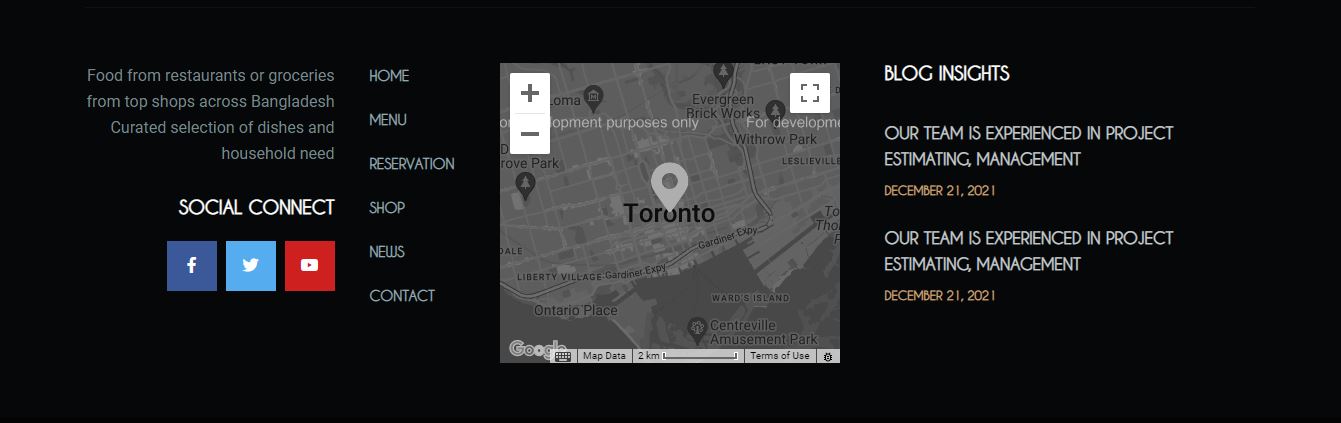 Food from restaurants or groceries
from top shops across Bangladesh
Curated selection of dishes and
household need
SOCIAL CONNECT
HOME
MENU
RESERVATION
SHOP
NEWS
CONTACT
Loma
Evergreen
Brick Works
opment purposes only
For developme
Withrow Park
rove Park
LESLIEVILLE
Toronto
Gardiner Expy
DALE
LIBERTY VILLAGE
Gardiner Expy
WARD'S ISLAND
Ontario Place
Centreville
Amusement Park
Google
Map Data
2 km
Terms of Use
BLOG INSIGHTS
OUR TEAM IS EXPERIENCED IN PROJECT
ESTIMATING, MANAGEMENT
DECEMBER 21, 2021
OUR TEAM IS EXPERIENCED IN PROJECT
ESTIMATING, MANAGEMENT
DECEMBER 21, 2021